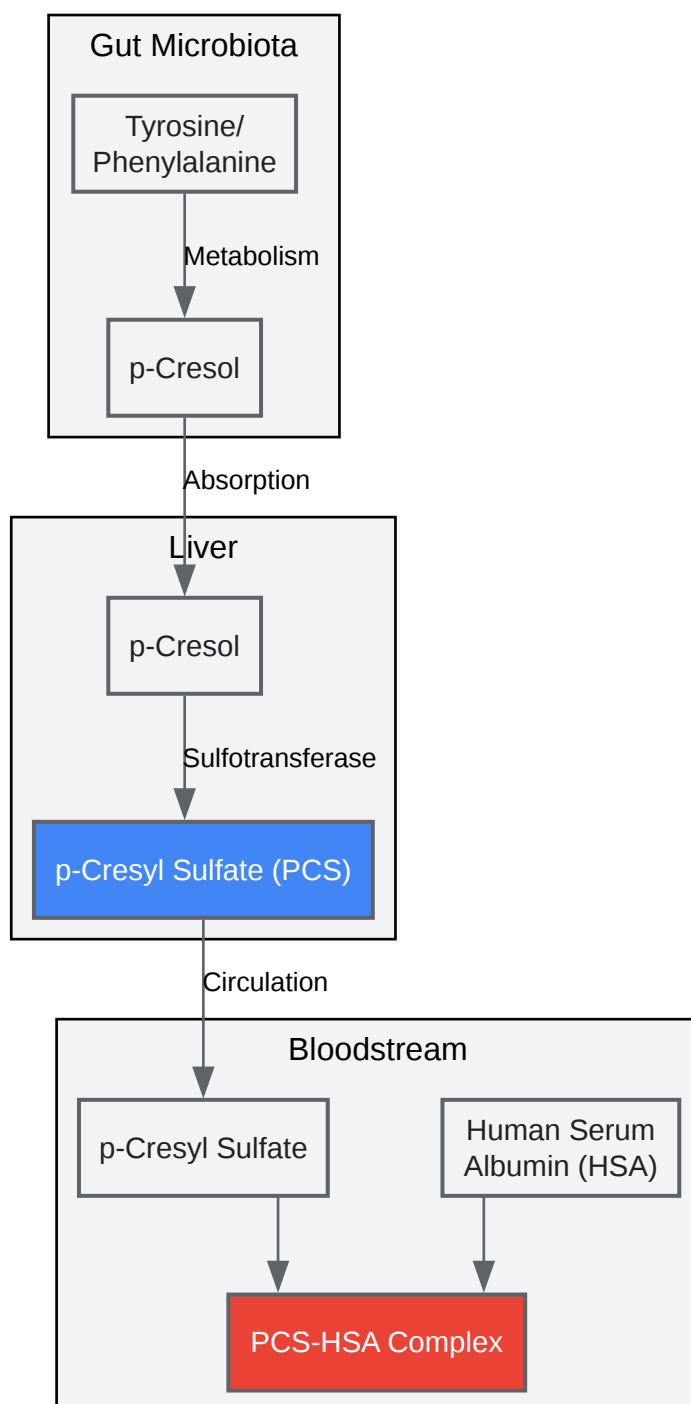 Gut Microbiota
Tyrosine/
Phenylalanine
Metabolism
p-Cresol
Absorption
Liver
p-Cresol
Sulfotransferase
p-Cresyl Sulfate (PCS)
Circulation
Bloodstream
p-Cresyl Sulfate
Human Serum
Albumin (HSA)
PCS-HSA Complex